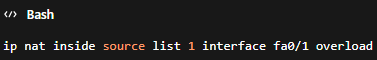 </> Bash
ip nat inside source list 1 interface fa0/1 overload